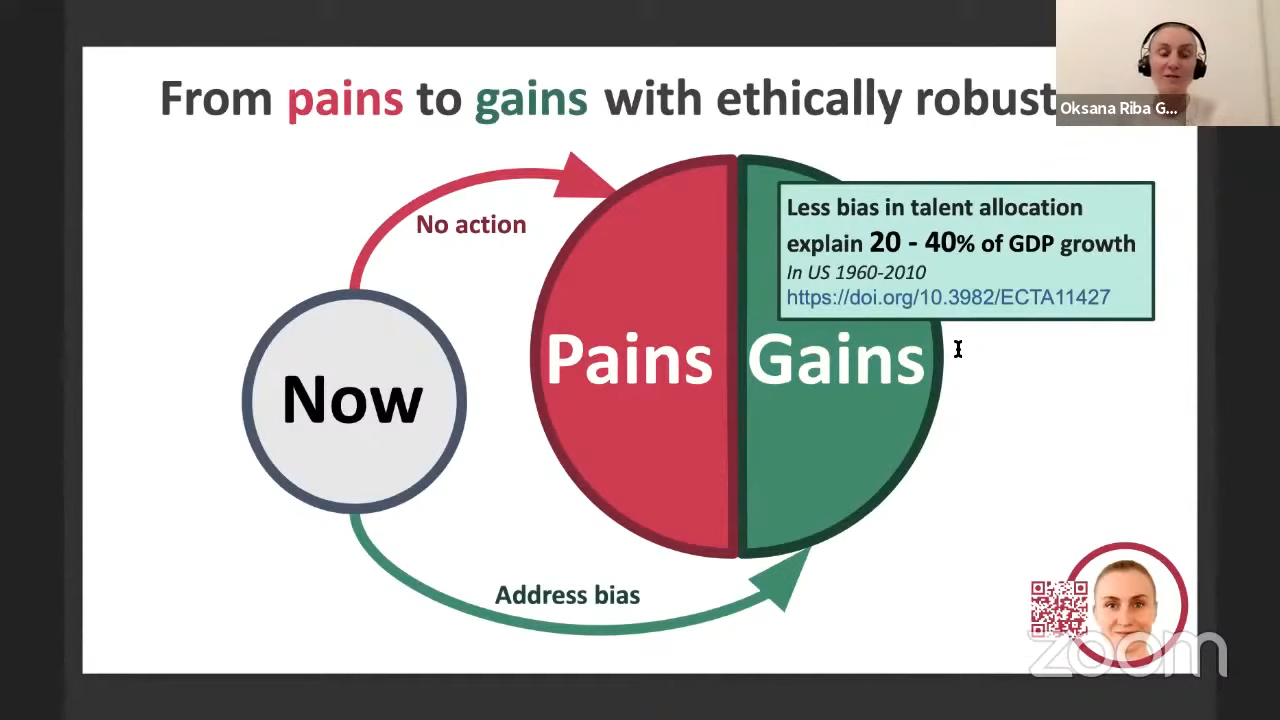 From pains to gains with ethically robust
Oksana Riba G...
No action
Less bias in talent allocation
explain 20 - 40% of GDP growth
In US 1960-2010
https://doi.org/10.3982/ECTA11427
Pains
Gains
Now
Address bias
zoom